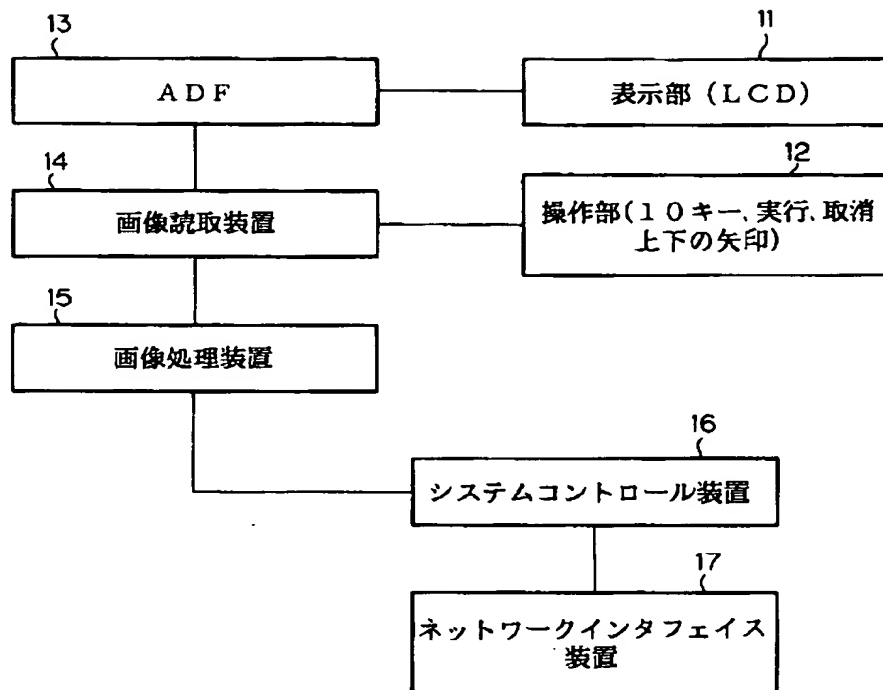 13
ADF
11
表示部(LCD)
14
画像読取装置
12
操作部(10キー、実行、取消
上下の矢印)
15
画像処理装置
16
システムコントロール装置
17
ネットワークインタフェイス
装置